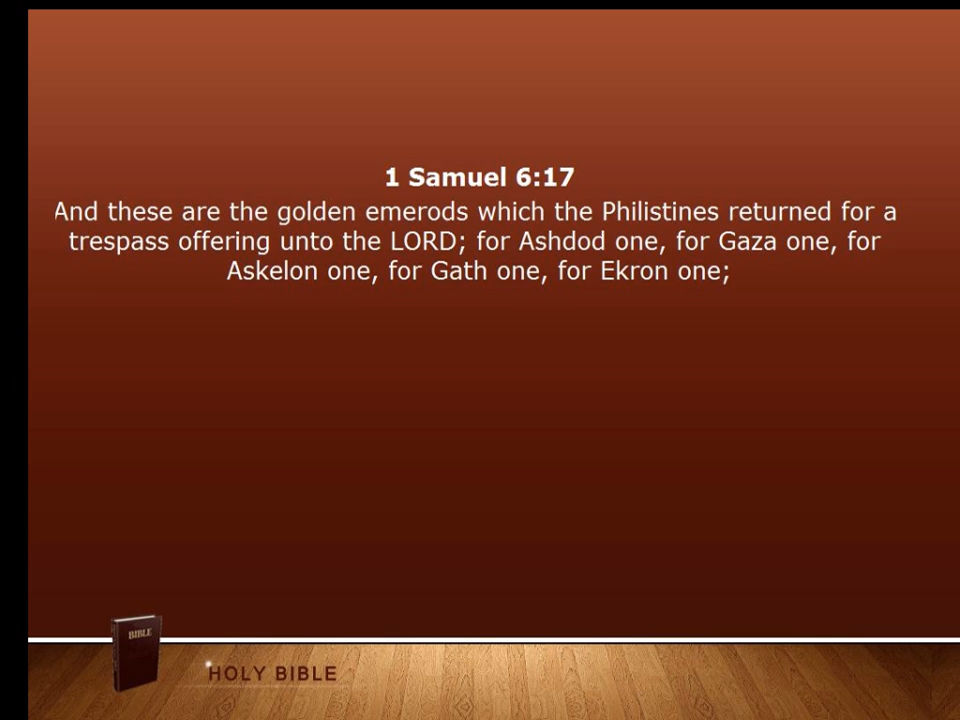 1 Samuel 6:17
And these are the golden emerods which the Philistines returned for a
trespass offering unto the LORD; for Ashdod one, for Gaza one, for
Askelon one, for Gath one, for Ekron one;
BIBLE
HOLY BIBLE